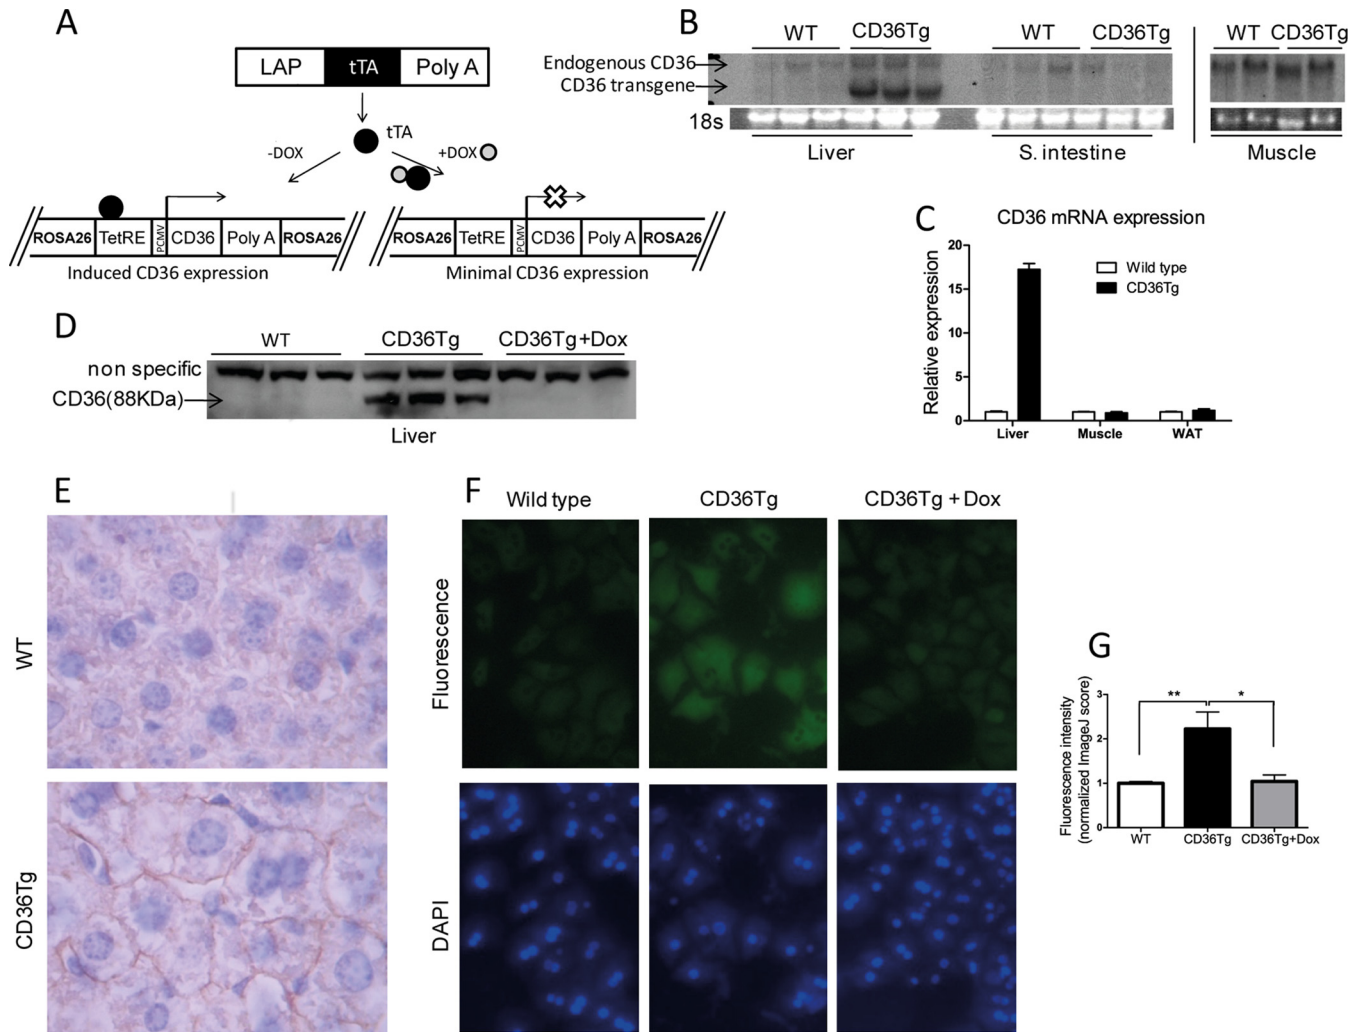 A
LAP tTA Poly A
tTA
-DOX +DOX
ROSA26 TetRE PCMV CD36 Poly A ROSA26
Induced CD36 expression
ROSA26 TetRE PCMV CD36 Poly A ROSA26
Minimal CD36 expression
B
WT CD36Tg WT CD36Tg WT CD36Tg
Endogenous CD36
CD36 transgene
18s
Liver S. intestine Muscle
C
CD36 mRNA expression
Relative expression
20
15
10
5
0
Wild type
CD36Tg
Liver Muscle WAT
D
WT CD36Tg CD36Tg+Dox
non specific
CD36(88KDa)
Liver
E
WT
CD36Tg
F
Wild type CD36Tg CD36Tg + Dox
Fluorescence
DAPI
G
Fluorescence intensity
(normalized ImageJ score)
3
2
1
0
** *
WT CD36Tg CD36Tg+Dox